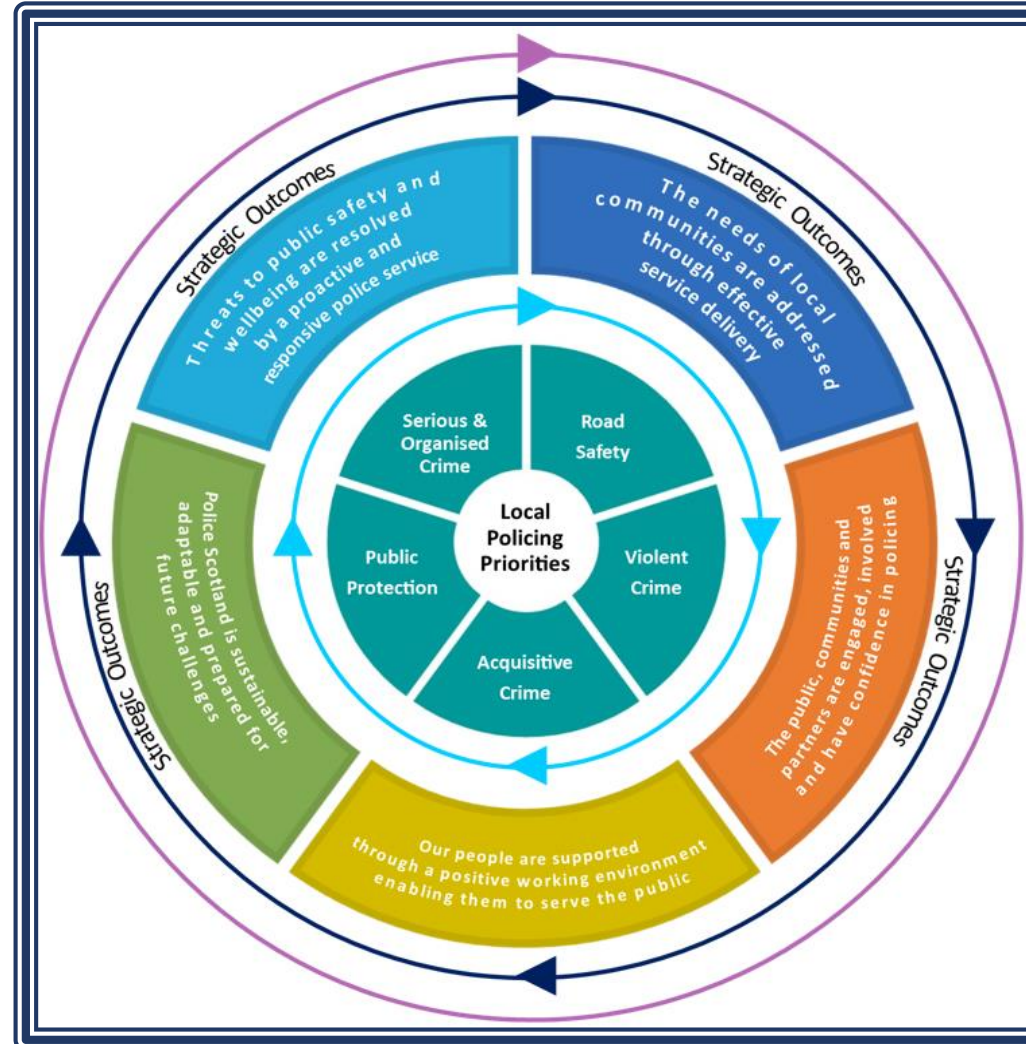 Strategic Outcomes
Threats to public safety and
wellbeing are resolved
by a proactive and
responsive police service
Strategic Outcomes
The needs of local
communities are addressed
through effective
service delivery
Serious &
Organised
Crime
Road
Safety
Local
Policing
Priorities
Public
Protection
Violent
Crime
Acquisitive
Crime
Police Scotland is sustainable,
adaptable and prepared for
future challenges
Strategic Outcomes
The public, communities and
partners are engaged, involved
and have confidence in policing
Strategic Outcomes
Our people are supported
through a positive working environment
enabling them to serve the public